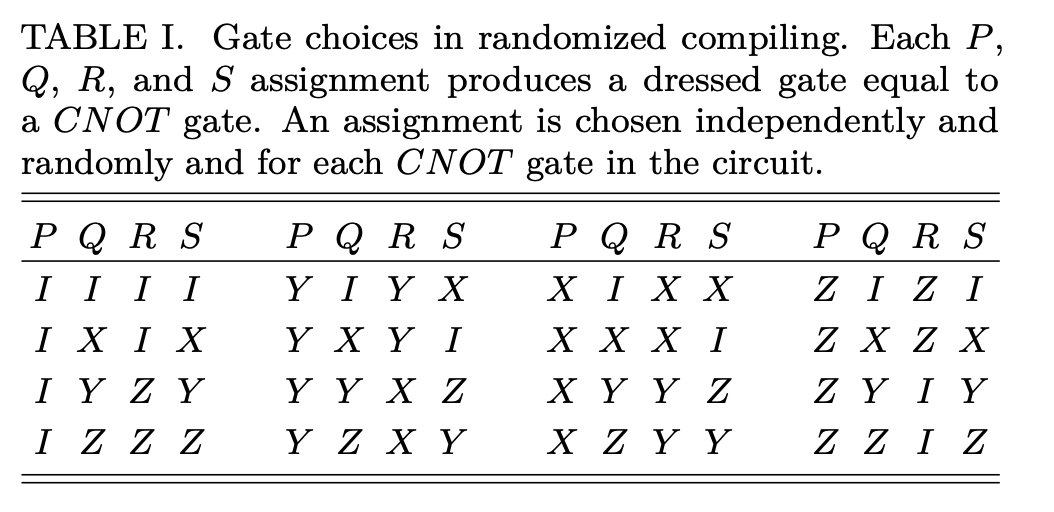 TABLE I. Gate choices in randomized compiling. Each P,
Q, R, and S assignment produces a dressed gate equal to
a CNOT gate. An assignment is chosen independently and
randomly and for each CNOT gate in the circuit.
P Q R S P Q R S P Q R S P Q R S
I I I I Y I Y X X I X X Z I Z I
I X I X Y X Y I X X X I Z X Z X
I Y Z Y Y Y X Z X Y Y Z Z Y I Y
I Z Z Z Y Z X Y X Z Y Y Z Z I Z